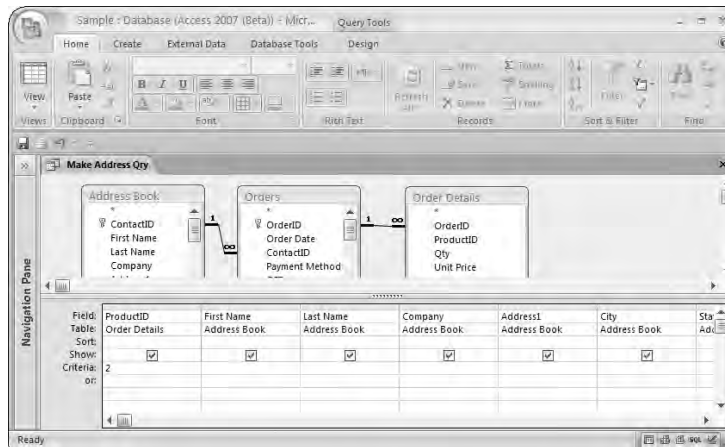 Sample : Database (Access 2007 (Beta)) - Micr...
Query Tools
Home Create External Data Database Tools Design
View
Paste
B I U
Views Clipboard Font Rich Text Records Sort & Filter Find
Make Address Qry
Navigation Pane
Address Book
*
ContactID
First Name
Last Name
Company
1
∞
Orders
*
OrderID
Order Date
ContactID
Payment Method
1
∞
Order Details
*
OrderID
ProductID
Qty
Unit Price
Field: ProductID First Name Last Name Company Address1 City
Table: Order Details Address Book Address Book Address Book Address Book Address Book
Sort:
Show:
Criteria: 2
or:
Ready
SQL